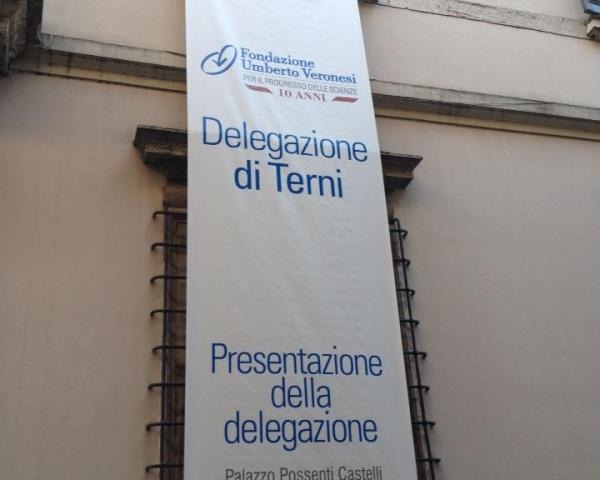 Fondazione
Umberto Veronesi
PER IL PROGRESSO DELLE SCIENZE
10 ANNI
Delegazione
di Terni
Presentazione
della
delegazione
Palazzo Possenti Castelli